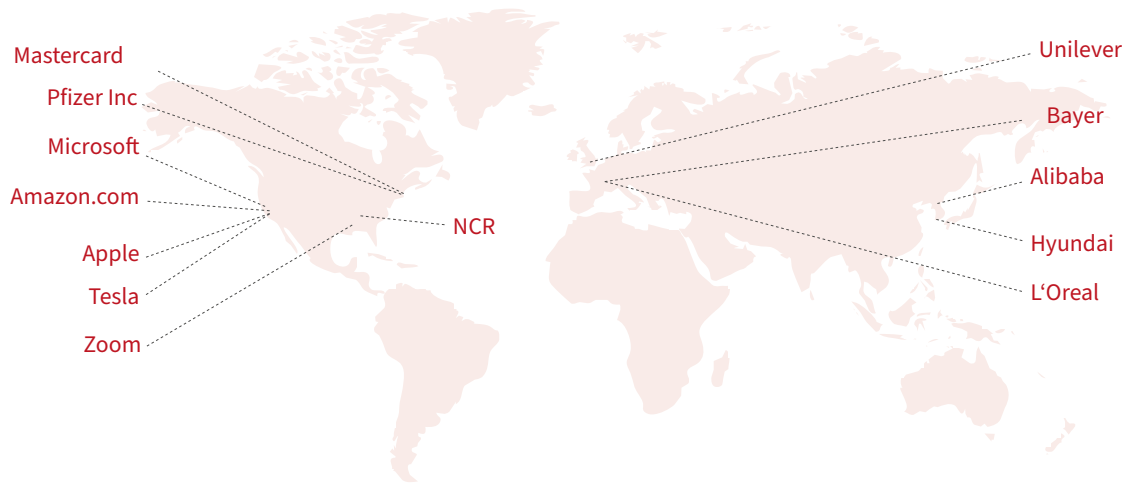 Mastercard
Pfizer Inc
Microsoft
Amazon.com
Apple
Tesla
Zoom
NCR
Unilever
Bayer
Alibaba
Hyundai
L‘Oreal